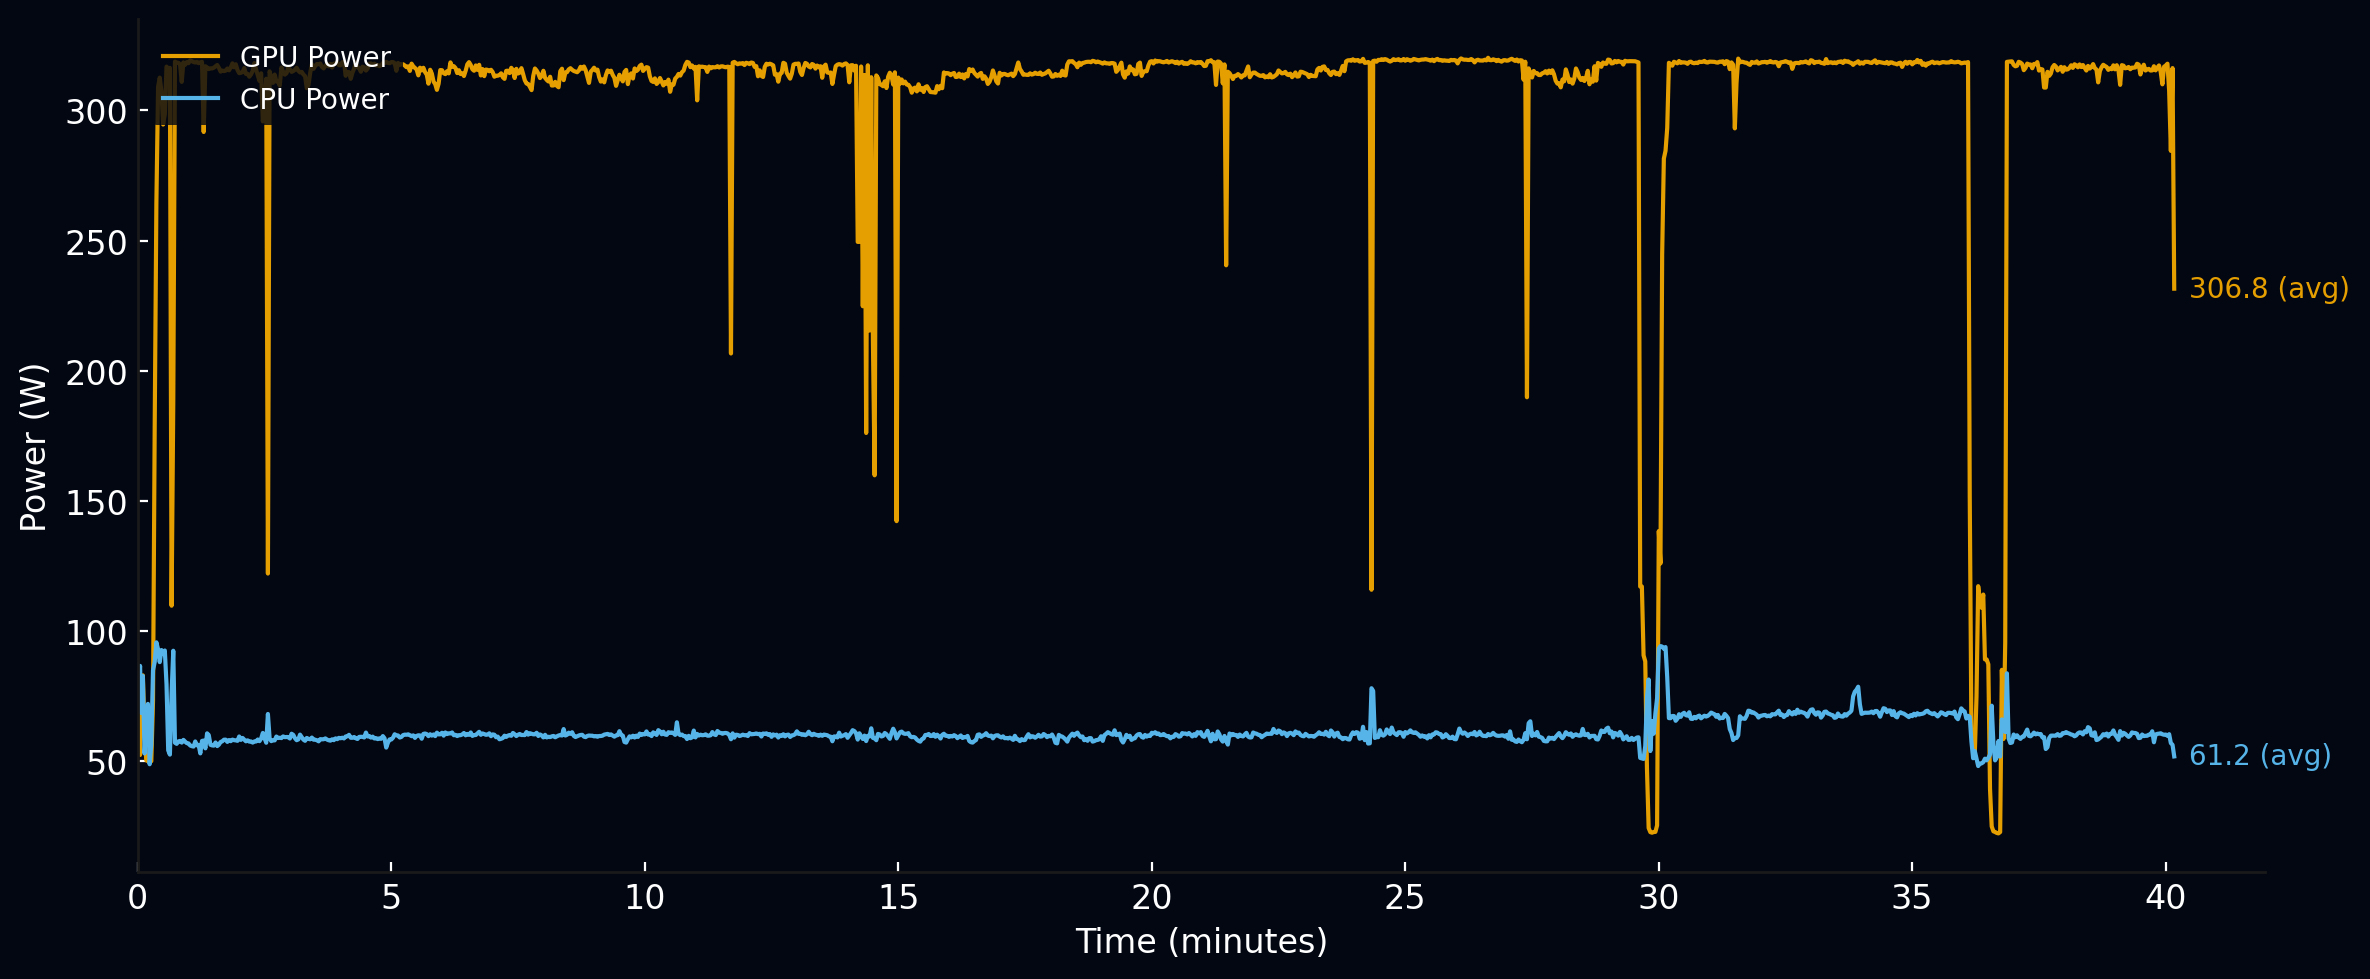 GPU Power
CPU Power
300
250
200
150
100
50
Power (W)
306.8 (avg)
61.2 (avg)
0 5 10 15 20 25 30 35 40
Time (minutes)